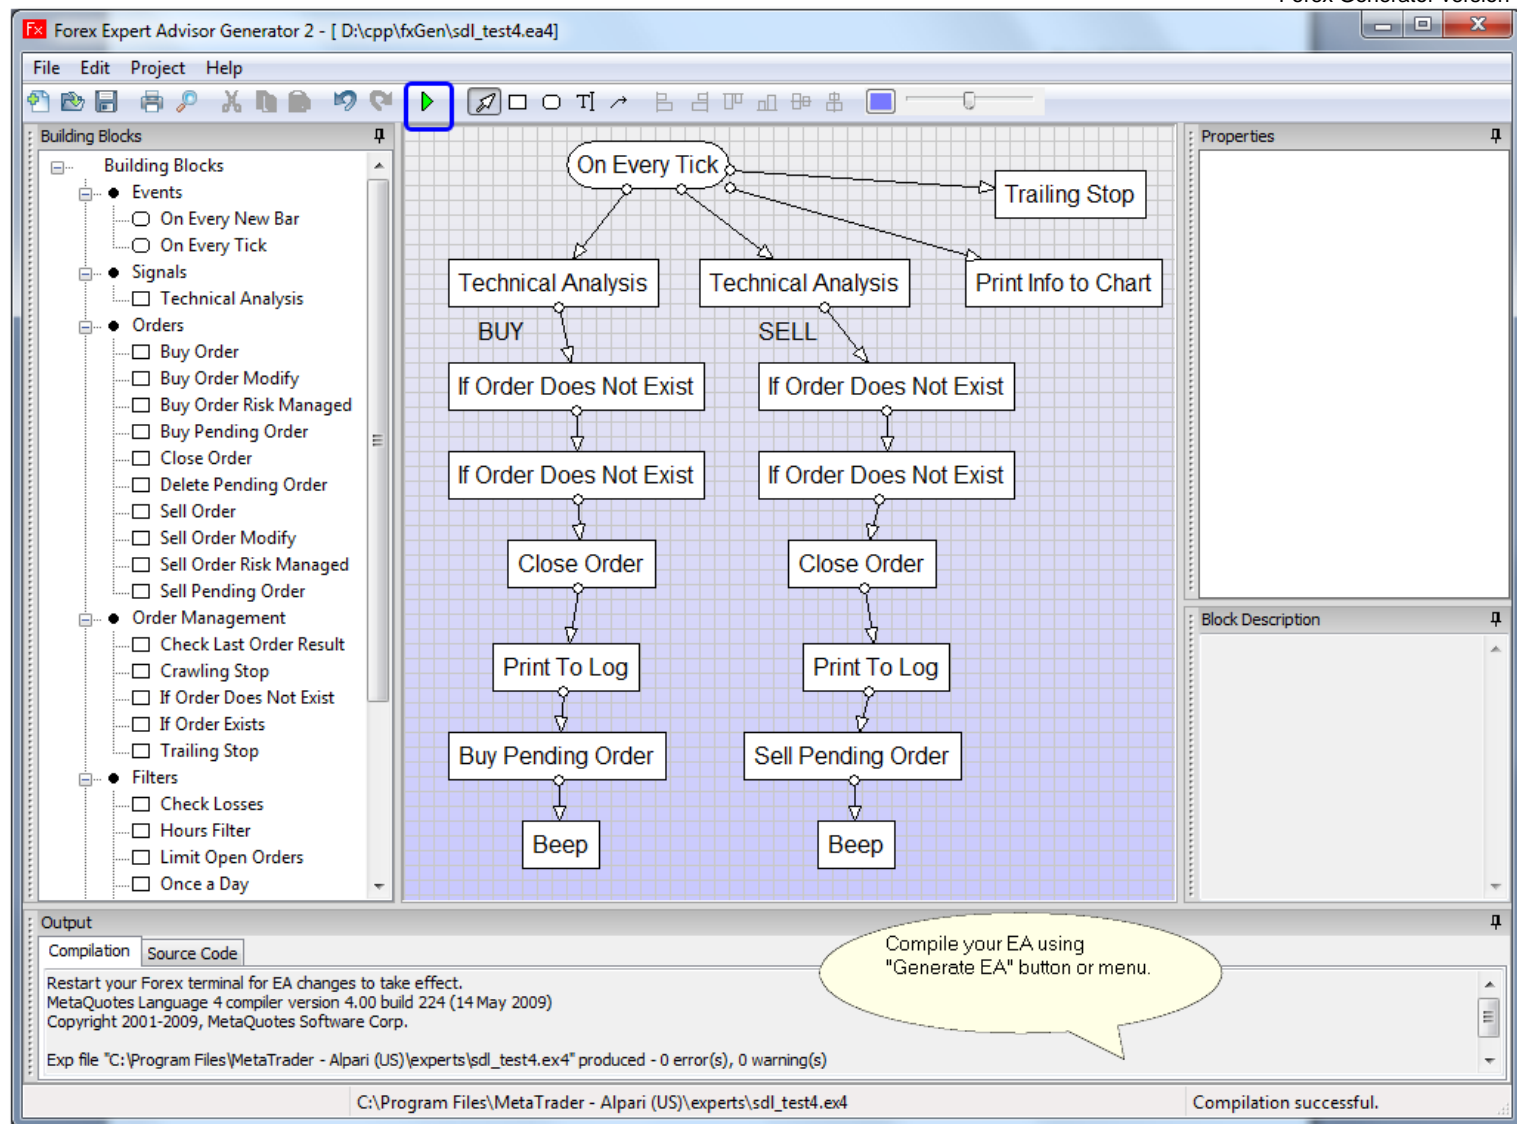 Forex Generator version
Forex Expert Advisor Generator 2 - [ D:\cpp\fxGen\sdl_test4.ea4]
File Edit Project Help
Building Blocks
Building Blocks
Events
On Every New Bar
On Every Tick
Signals
Technical Analysis
Orders
Buy Order
Buy Order Modify
Buy Order Risk Managed
Buy Pending Order
Close Order
Delete Pending Order
Sell Order
Sell Order Modify
Sell Order Risk Managed
Sell Pending Order
Order Management
Check Last Order Result
Crawling Stop
If Order Does Not Exist
If Order Exists
Trailing Stop
Filters
Check Losses
Hours Filter
Limit Open Orders
Once a Day
On Every Tick
Trailing Stop
Technical Analysis
Technical Analysis
Print Info to Chart
BUY
SELL
If Order Does Not Exist
If Order Does Not Exist
If Order Does Not Exist
If Order Does Not Exist
Close Order
Close Order
Print To Log
Print To Log
Buy Pending Order
Sell Pending Order
Beep
Beep
Properties
Block Description
Output
Compilation Source Code
Restart your Forex terminal for EA changes to take effect.
MetaQuotes Language 4 compiler version 4.00 build 224 (14 May 2009)
Copyright 2001-2009, MetaQuotes Software Corp.
Exp file "C:\Program Files\MetaTrader - Alpari (US)\experts\sdl_test4.ex4" produced - 0 error(s), 0 warning(s)
Compile your EA using
"Generate EA" button or menu.
C:\Program Files\MetaTrader - Alpari (US)\experts\sdl_test4.ex4
Compilation successful.